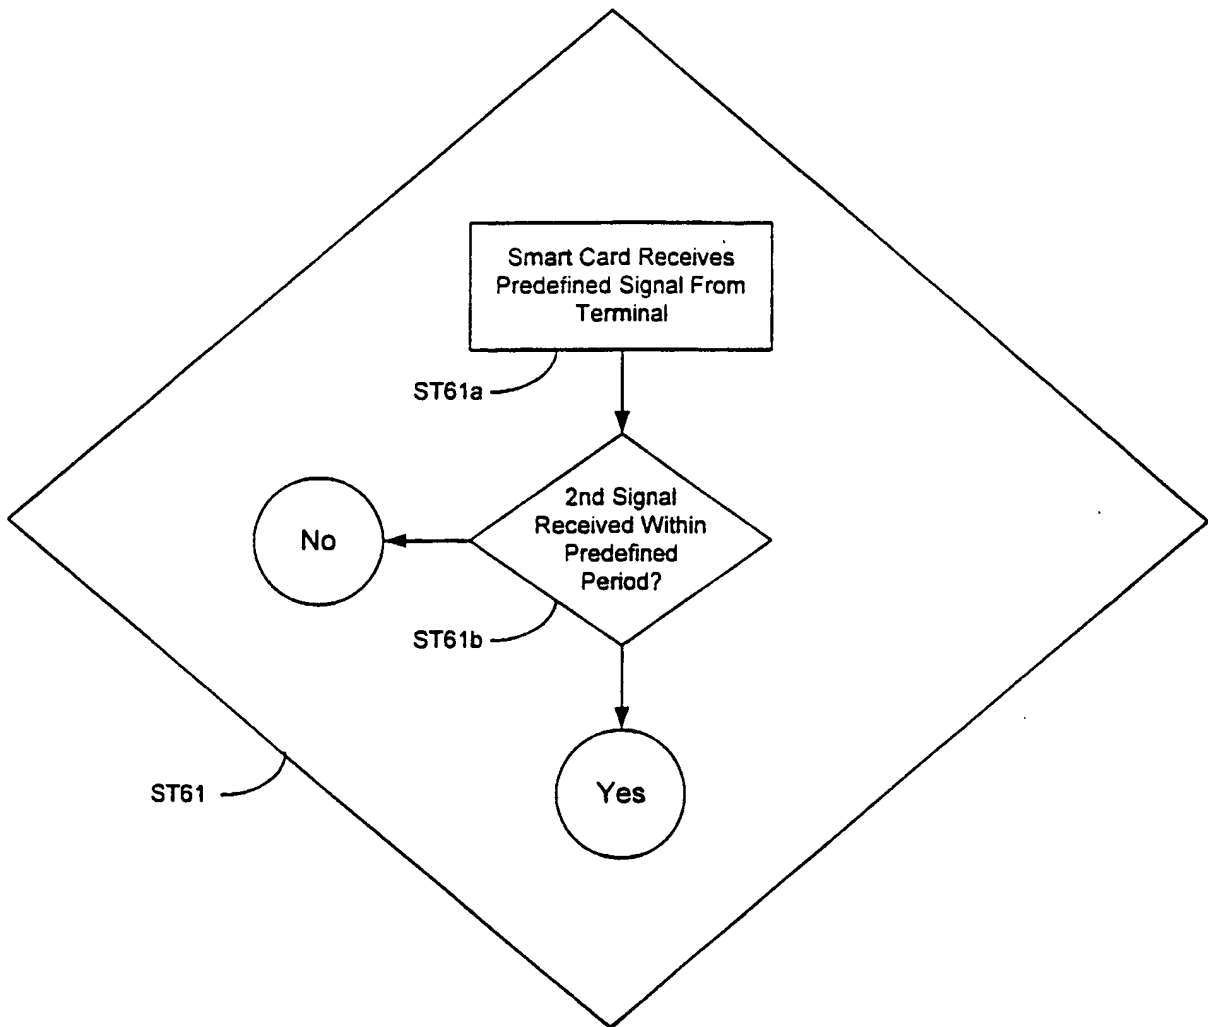 Smart Card Receives
Predefined Signal From
Terminal
ST61a
2nd Signal
Received Within
Predefined
Period?
No
ST61b
ST61
Yes